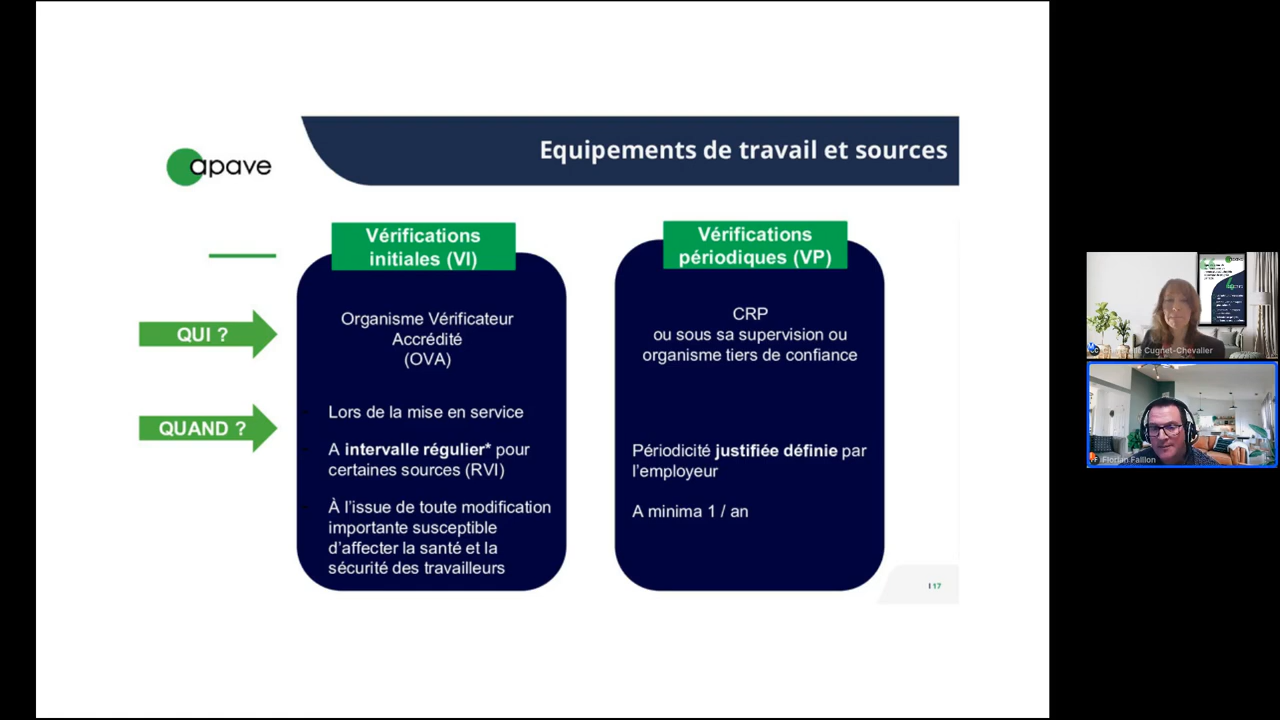 apave
Equipements de travail et sources
Vérifications
initiales (VI)
Vérifications
périodiques (VP)
QUI ?
Organisme Vérificateur
Accrédité
(OVA)
CRP
ou sous sa supervision ou
organisme tiers de confiance
QUAND ?
Lors de la mise en service
A intervalle régulier* pour
certaines sources (RVI)
À l'issue de toute modification
importante susceptible
d'affecter la santé et la
sécurité des travailleurs
Périodicité justifiée définie par
l'employeur
A minima 1 / an
I 17
Cugnet-Chevalier
Florian Faillon